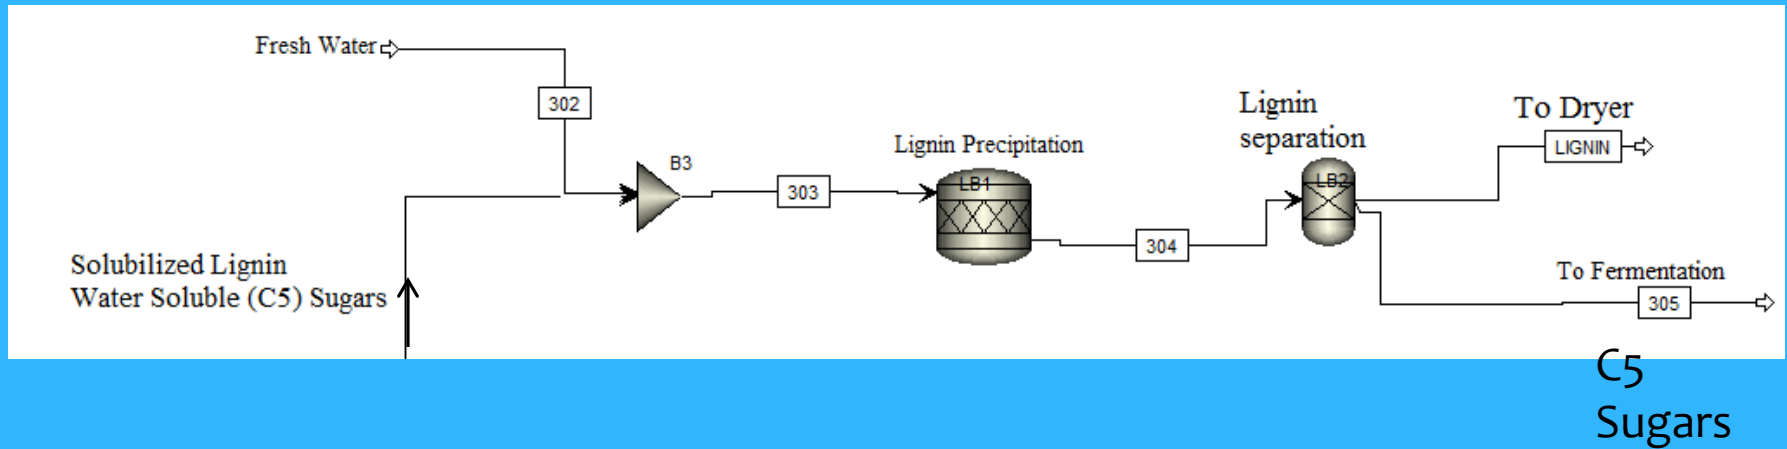 Fresh Water
302
B3
303
Solubilized Lignin
Water Soluble (C5) Sugars
Lignin Precipitation
LB1
304
Lignin
separation
LB2
To Dryer
LIGNIN
To Fermentation
305
C5
Sugars